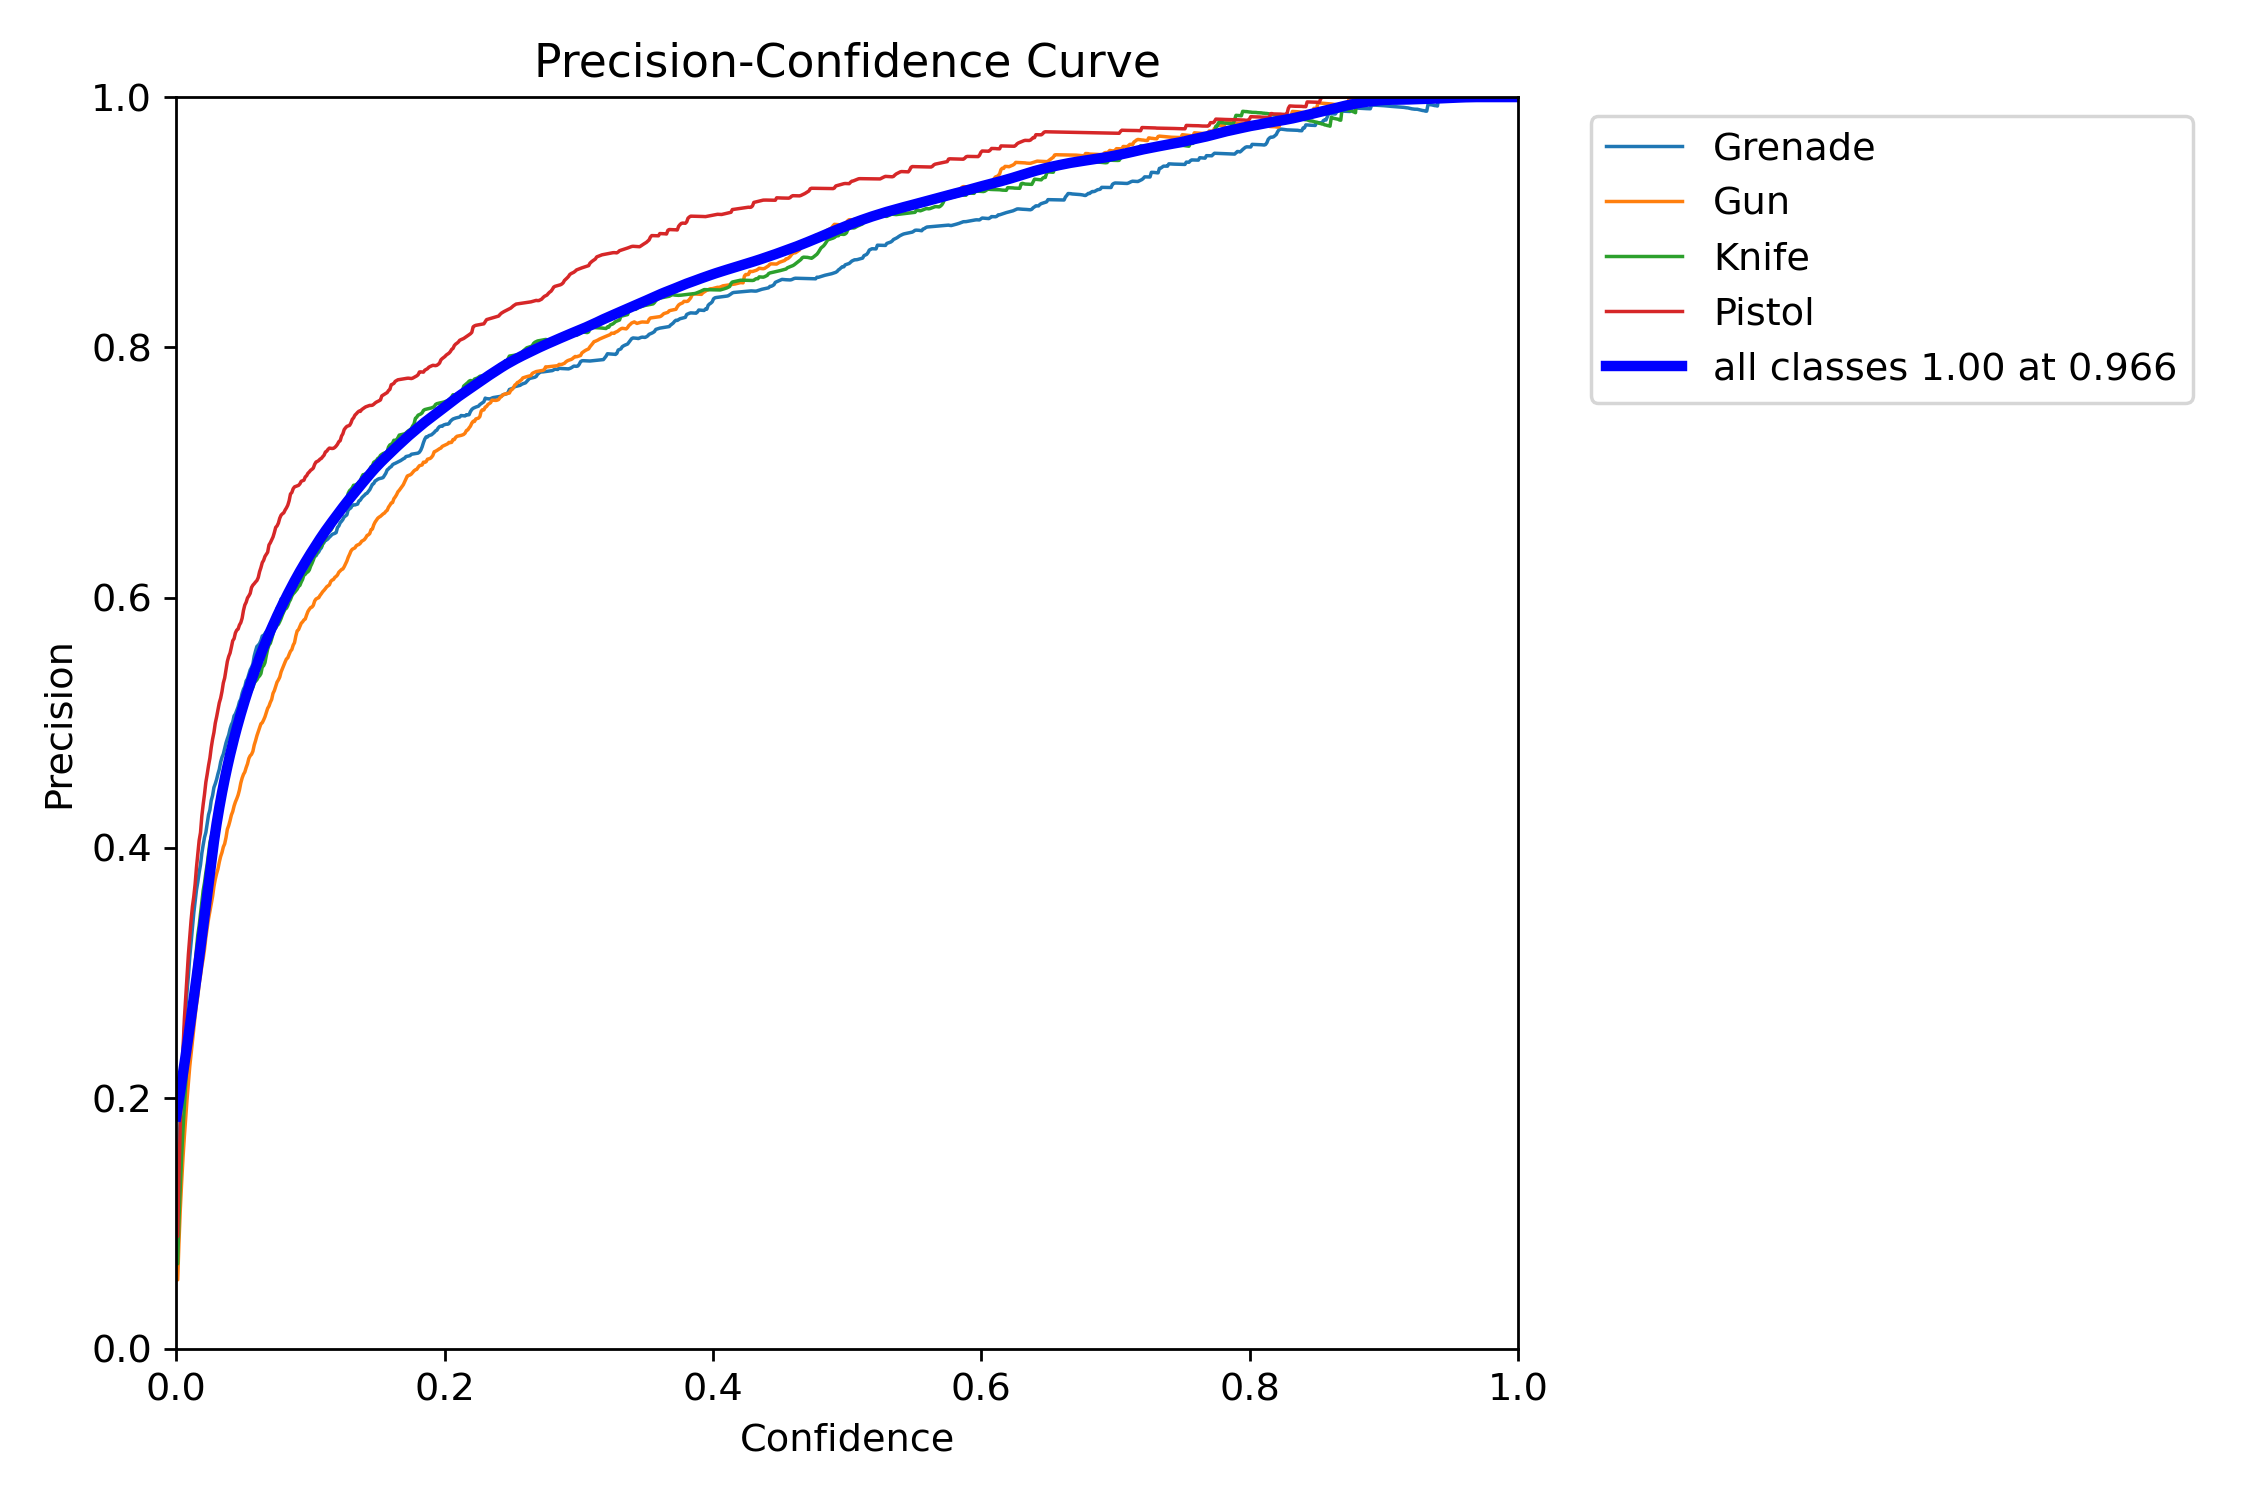 Precision-Confidence Curve
1.0
0.8
0.6
0.4
0.2
0.0
Precision
0.0 0.2 0.4 0.6 0.8 1.0
Confidence
Grenade
Gun
Knife
Pistol
all classes 1.00 at 0.966